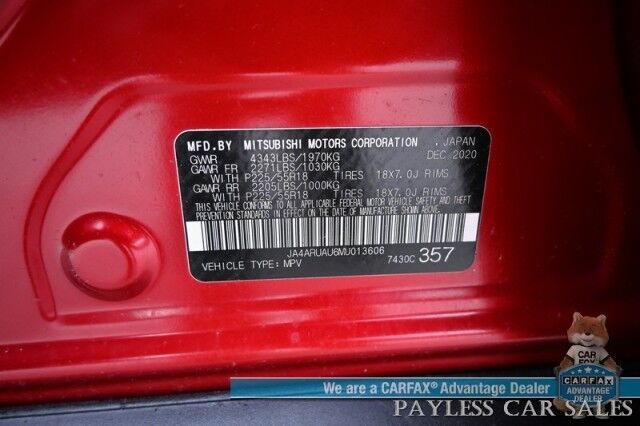 MFD.BY MITSUBISHI MOTORS CORPORATION , JAPAN
GVWR 4343LBS/1970KG DEC 2020
GAWR FR 2271LBS/1030KG
WITH P225/55R18 TIRES 18X7.0J RIMS
GAWR RR 2205LBS/1000KG
WITH P225/55R18 TIRES 18X7.0J RIMS
THIS VEHICLE CONFORMS TO ALL APPLICABLE FEDERAL MOTOR VEHICLE SAFETY, BUMPER AND THEFT
PREVENTION STANDARDS IN EFFECT ON THE DATE OF MANUFACTURE SHOWN ABOVE.
JA4ARUAU6MU013606
VEHICLE TYPE: MPV 7430C 357
CAR FOX
We are a CARFAX® Advantage Dealer
CARFAX ADVANTAGE DEALER
PAYLESS CAR SALES